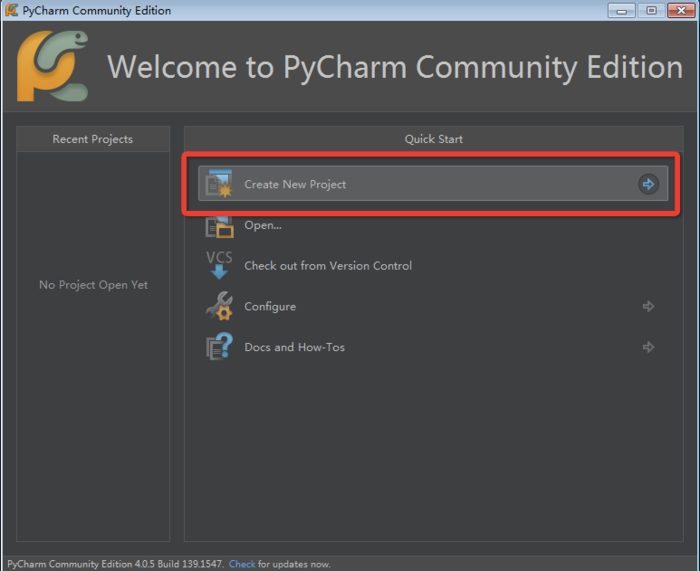 PyCharm Community Edition
Welcome to PyCharm Community Edition
Recent Projects
Quick Start
Create New Project
Open...
VCS
Check out from Version Control
No Project Open Yet
Configure
Docs and How-Tos
PyCharm Community Edition 4.0.5 Build 139.1547. Check for updates now.